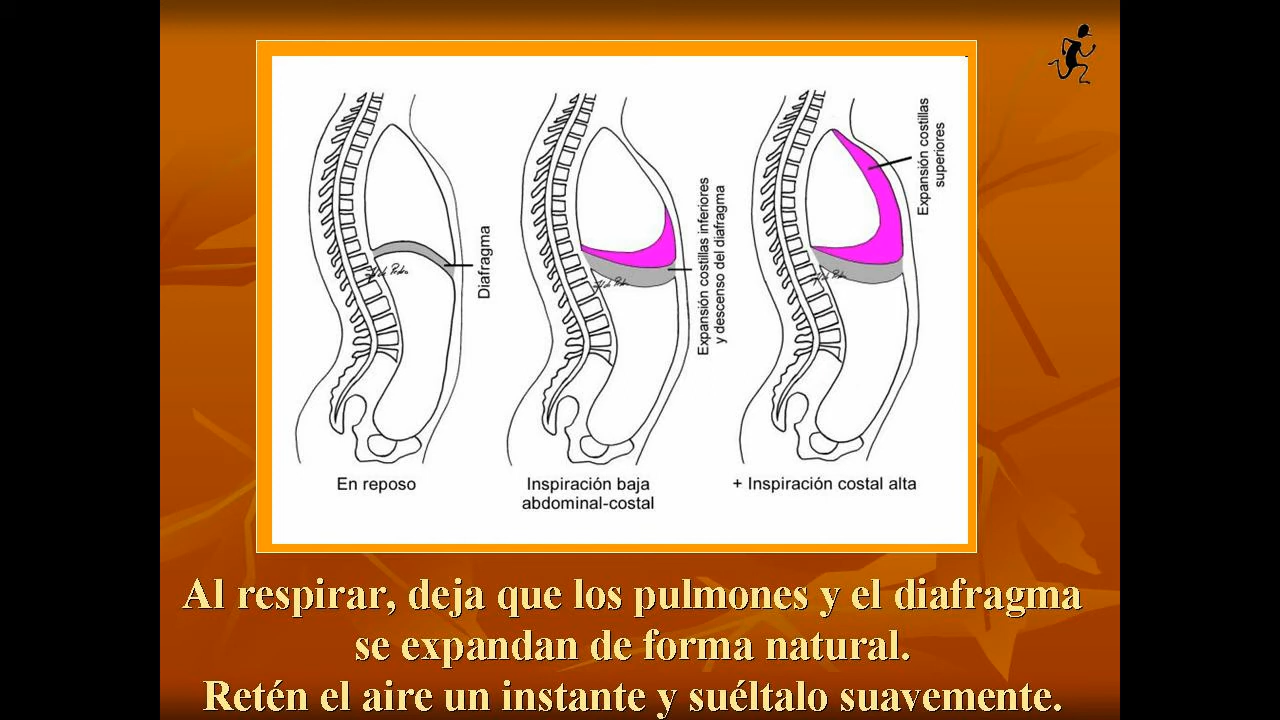 Diafragma
Expansión costillas inferiores
y descenso del diafragma
Expansión costillas
superiores
En reposo
Inspiración baja
abdominal-costal
+ Inspiración costal alta
Al respirar, deja que los pulmones y el diafragma
se expandan de forma natural.
Retén el aire un instante y suéltalo suavemente.